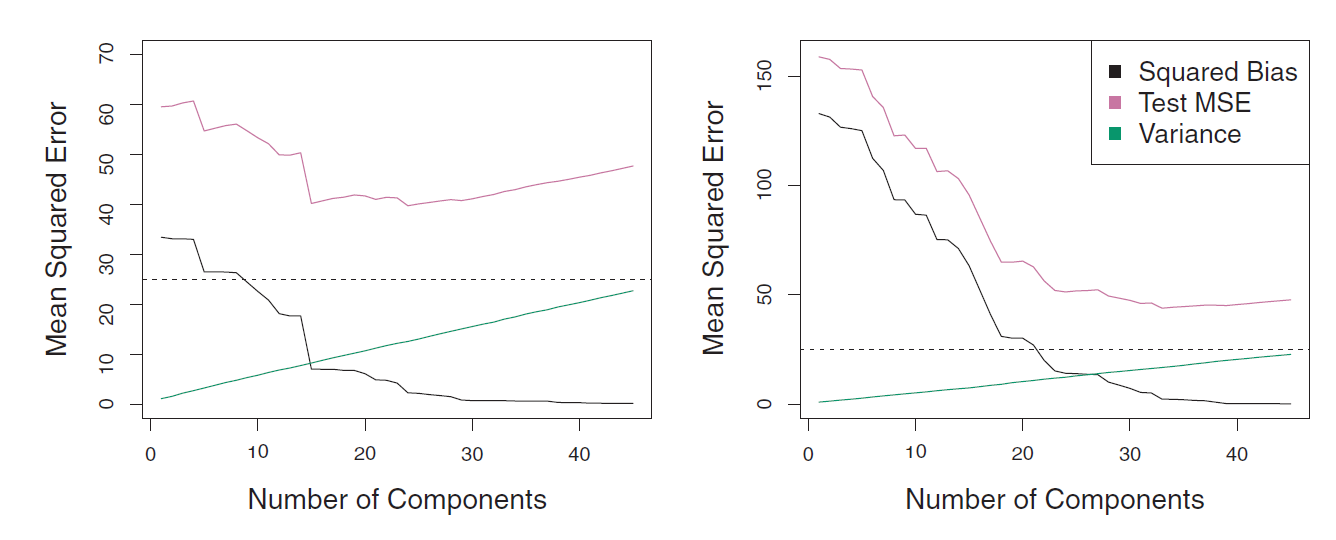 Mean Squared Error
70
60
50
40
30
20
10
0
0 10 20 30 40
Number of Components
Mean Squared Error
150
100
50
0
0 10 20 30 40
Number of Components
Squared Bias
Test MSE
Variance